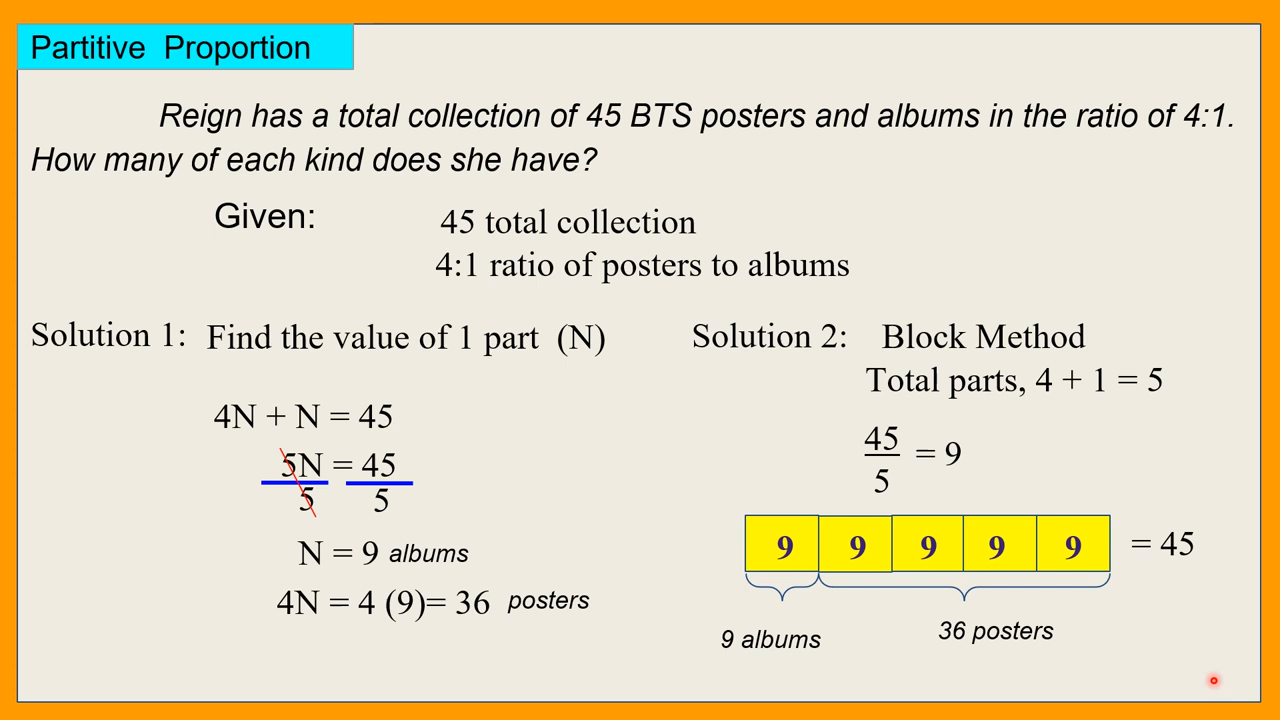 Partitive Proportion
Reign has a total collection of 45 BTS posters and albums in the ratio of 4:1.
How many of each kind does she have?
Given:
45 total collection
4:1 ratio of posters to albums
Solution 1: Find the value of 1 part (N)
4N + N = 45
5N = 45
5 5
N = 9 albums
4N = 4 (9)= 36 posters
Solution 2: Block Method
Total parts, 4 + 1 = 5
45
= 9
5
9 9 9 9 9 = 45
9 albums
36 posters